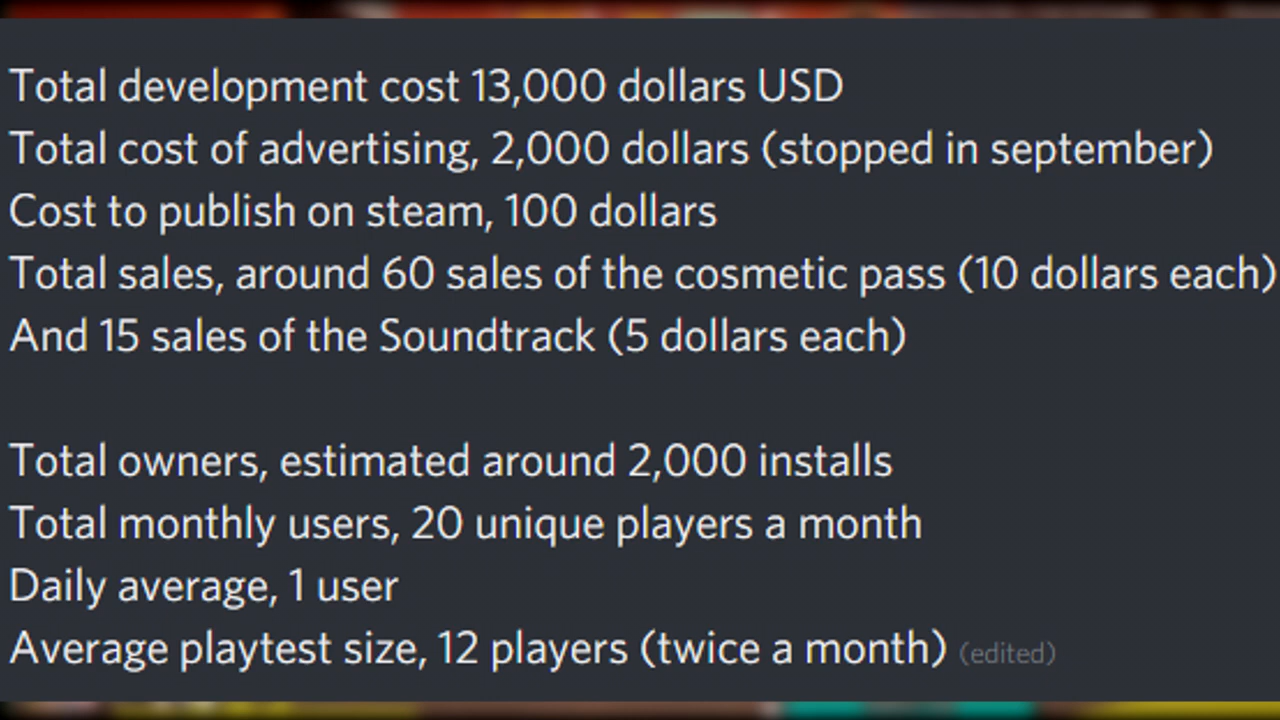 Total development cost 13,000 dollars USD
Total cost of advertising, 2,000 dollars (stopped in september)
Cost to publish on steam, 100 dollars
Total sales, around 60 sales of the cosmetic pass (10 dollars each)
And 15 sales of the Soundtrack (5 dollars each)
Total owners, estimated around 2,000 installs
Total monthly users, 20 unique players a month
Daily average, 1 user
Average playtest size, 12 players (twice a month) (edited)